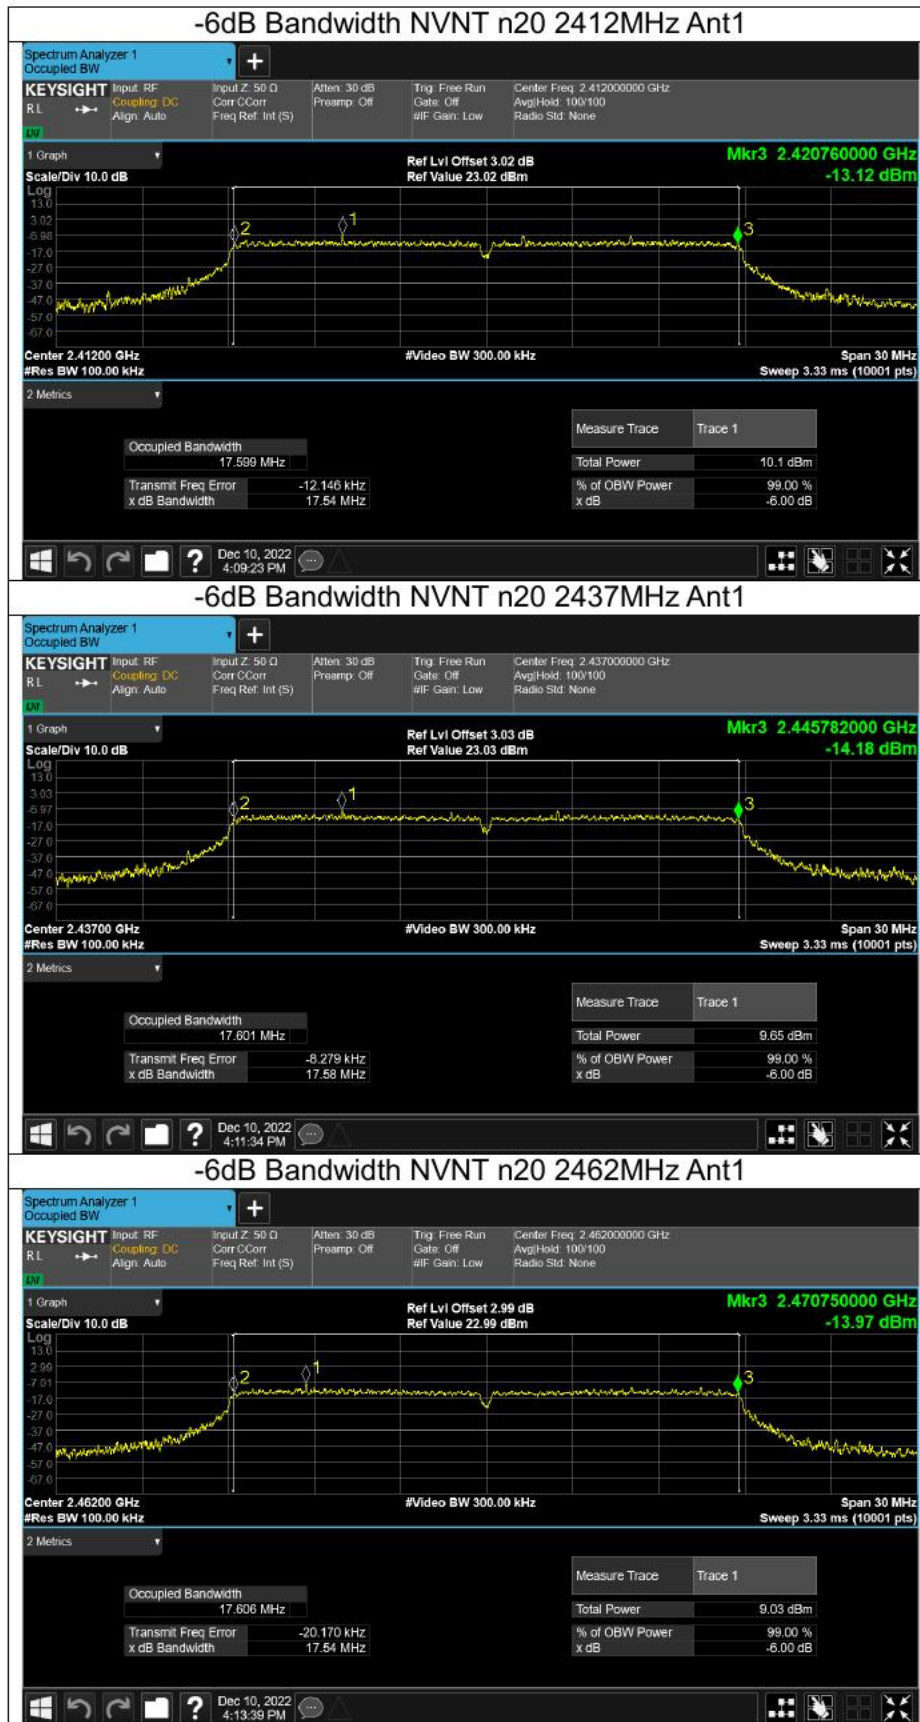 -6dB Bandwidth NVNT n20 2412MHz Ant1
Spectrum Analyzer 1
Occupied BW
+
KEYSIGHT Input: RF Input Z: 50 Ω Atten: 30 dB Trig: Free Run Center Freq: 2.412000000 GHz
R L Coupling: DC Corr CCorr Preamp: Off Gate: Off Avg|Hold: 100/100
Align: Auto Freq Ref: Int (S) #IF Gain: Low Radio Std: None
LXI
1 Graph Ref Lvl Offset 3.02 dB Mkr3 2.420760000 GHz
Scale/Div 10.0 dB Ref Value 23.02 dBm -13.12 dBm
Log
13.0
3.02
-6.98
-17.0
-27.0
-37.0
-47.0
-57.0
-67.0
2 1 3
Center 2.41200 GHz #Video BW 300.00 kHz Span 30 MHz
#Res BW 100.00 kHz Sweep 3.33 ms (10001 pts)
2 Metrics
Measure Trace Trace 1
Occupied Bandwidth
17.599 MHz Total Power 10.1 dBm
Transmit Freq Error -12.146 kHz % of OBW Power 99.00 %
x dB Bandwidth 17.54 MHz x dB -6.00 dB
? Dec 10, 2022
4:09:23 PM
-6dB Bandwidth NVNT n20 2437MHz Ant1
Spectrum Analyzer 1
Occupied BW
+
KEYSIGHT Input: RF Input Z: 50 Ω Atten: 30 dB Trig: Free Run Center Freq: 2.437000000 GHz
R L Coupling: DC Corr CCorr Preamp: Off Gate: Off Avg|Hold: 100/100
Align: Auto Freq Ref: Int (S) #IF Gain: Low Radio Std: None
LXI
1 Graph Ref Lvl Offset 3.03 dB Mkr3 2.445782000 GHz
Scale/Div 10.0 dB Ref Value 23.03 dBm -14.18 dBm
Log
13.0
3.03
-6.97
-17.0
-27.0
-37.0
-47.0
-57.0
-67.0
2 1 3
Center 2.43700 GHz #Video BW 300.00 kHz Span 30 MHz
#Res BW 100.00 kHz Sweep 3.33 ms (10001 pts)
2 Metrics
Measure Trace Trace 1
Occupied Bandwidth
17.601 MHz Total Power 9.65 dBm
Transmit Freq Error -8.279 kHz % of OBW Power 99.00 %
x dB Bandwidth 17.58 MHz x dB -6.00 dB
? Dec 10, 2022
4:11:34 PM
-6dB Bandwidth NVNT n20 2462MHz Ant1
Spectrum Analyzer 1
Occupied BW
+
KEYSIGHT Input: RF Input Z: 50 Ω Atten: 30 dB Trig: Free Run Center Freq: 2.462000000 GHz
R L Coupling: DC Corr CCorr Preamp: Off Gate: Off Avg|Hold: 100/100
Align: Auto Freq Ref: Int (S) #IF Gain: Low Radio Std: None
LXI
1 Graph Ref Lvl Offset 2.99 dB Mkr3 2.470750000 GHz
Scale/Div 10.0 dB Ref Value 22.99 dBm -13.97 dBm
Log
13.0
2.99
-7.01
-17.0
-27.0
-37.0
-47.0
-57.0
-67.0
2 1 3
Center 2.46200 GHz #Video BW 300.00 kHz Span 30 MHz
#Res BW 100.00 kHz Sweep 3.33 ms (10001 pts)
2 Metrics
Measure Trace Trace 1
Occupied Bandwidth
17.606 MHz Total Power 9.03 dBm
Transmit Freq Error -20.170 kHz % of OBW Power 99.00 %
x dB Bandwidth 17.54 MHz x dB -6.00 dB
? Dec 10, 2022
4:13:39 PM